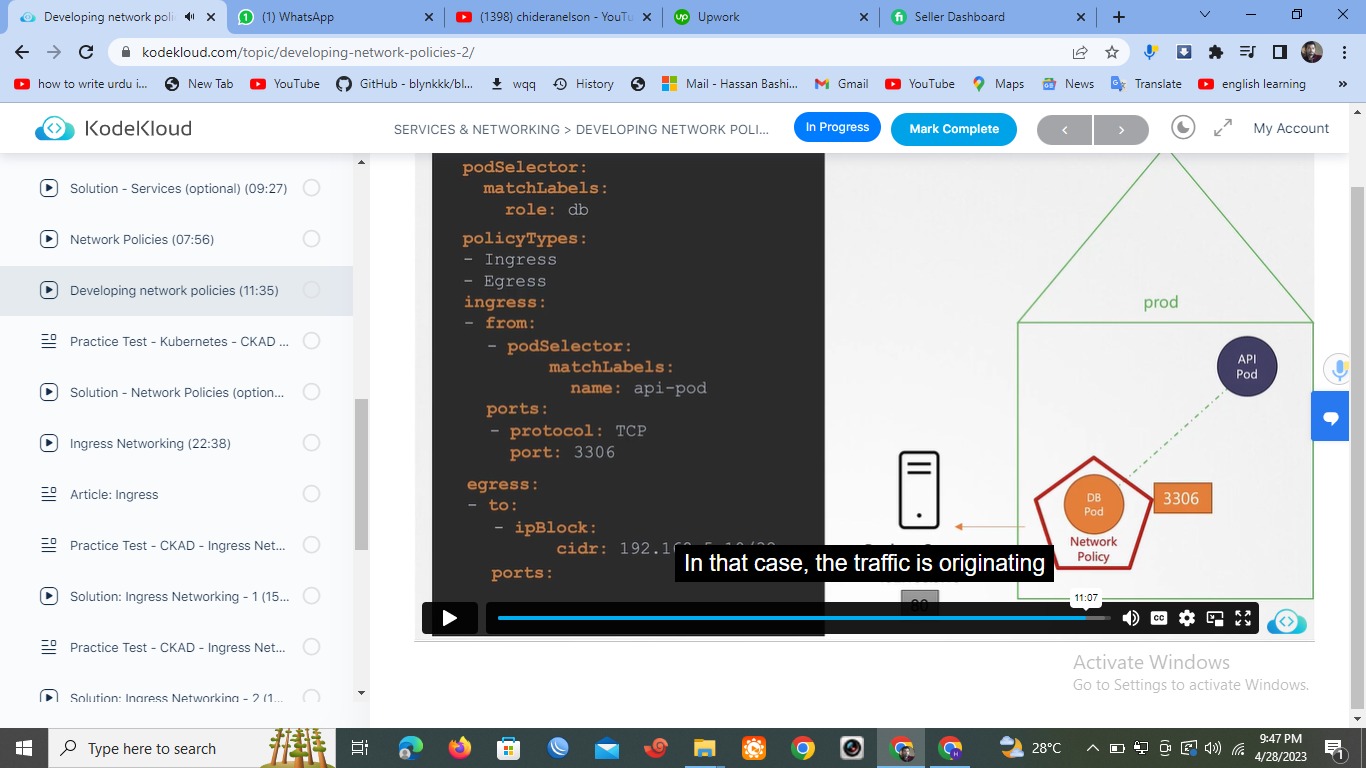 Developing network poli
(1) WhatsApp
(1398) chideranelson - YouTu
Upwork
Seller Dashboard
kodekloud.com/topic/developing-network-policies-2/
how to write urdu i...
New Tab
YouTube
GitHub - blynkkk/bl...
wqq
History
Mail - Hassan Bashi...
Gmail
YouTube
Maps
News
Translate
english learning
»
KodeKloud
SERVICES & NETWORKING > DEVELOPING NETWORK POLI...
In Progress
Mark Complete
My Account
Solution - Services (optional) (09:27)
Network Policies (07:56)
Developing network policies (11:35)
Practice Test - Kubernetes - CKAD ...
Solution - Network Policies (option...
Ingress Networking (22:38)
Article: Ingress
Practice Test - CKAD - Ingress Net...
Solution: Ingress Networking - 1 (15...
Practice Test - CKAD - Ingress Net...
Solution: Ingress Networking - 2 (1...
podSelector:
matchLabels:
role: db
policyTypes:
- Ingress
- Egress
ingress:
- from:
- podSelector:
matchLabels:
name: api-pod
ports:
- protocol: TCP
port: 3306
egress:
- to:
- ipBlock:
cidr:
ports:
prod
API
Pod
DB
Pod
3306
Network
Policy
80
In that case, the traffic is originating
11:07
CC
Activate Windows
Go to Settings to activate Windows.
Type here to search
28°C
9:47 PM
4/28/2023
1